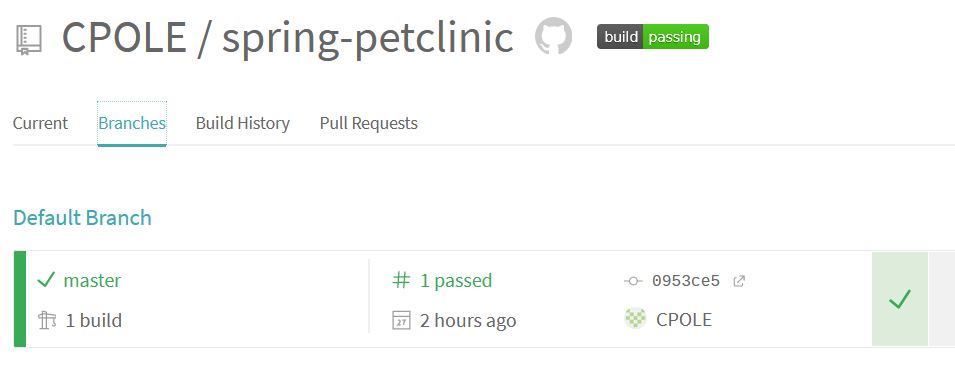 CPOLE / spring-petclinic build passing
Current Branches Build History Pull Requests
Default Branch
master 1 passed 0953ce5
1 build 27 2 hours ago CPOLE